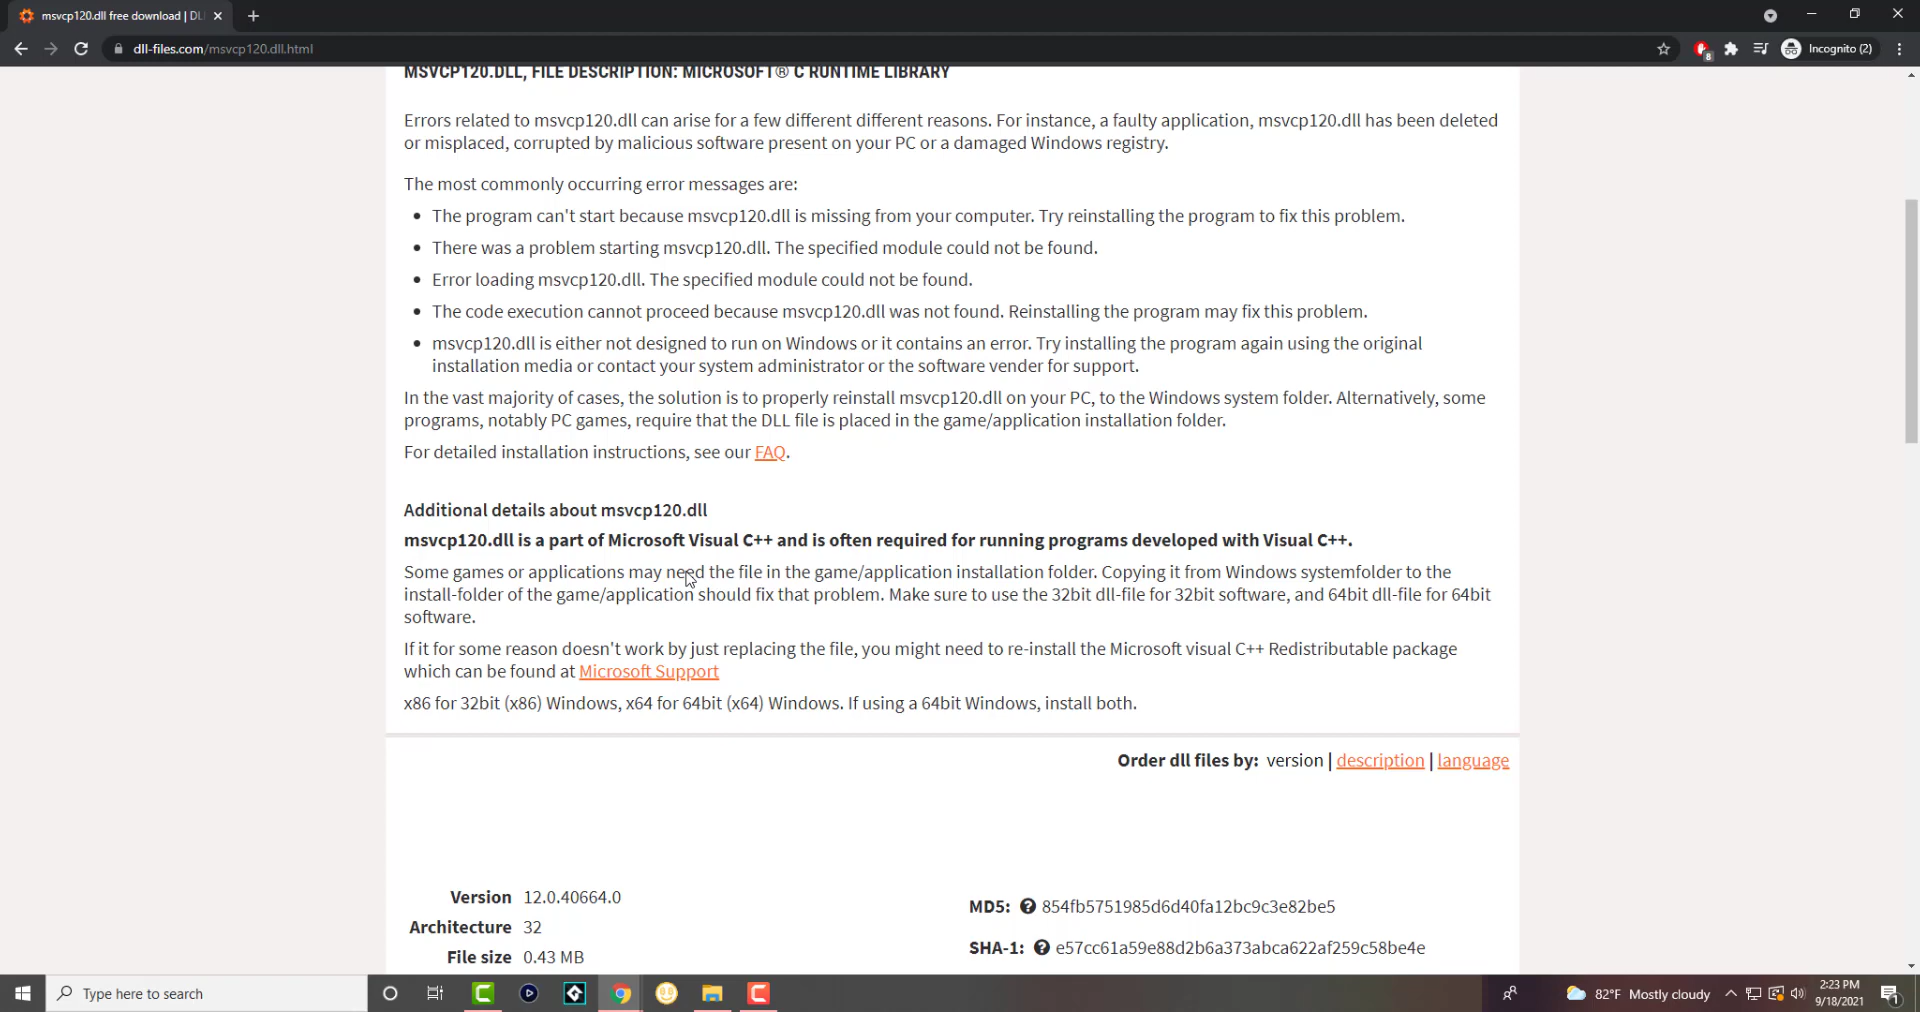 msvcp120.dll free download | DL
dll-files.com/msvcp120.dll.html
8
Incognito (2)
MSVCP120.DLL, FILE DESCRIPTION: MICROSOFT® C RUNTIME LIBRARY
Errors related to msvcp120.dll can arise for a few different different reasons. For instance, a faulty application, msvcp120.dll has been deleted
or misplaced, corrupted by malicious software present on your PC or a damaged Windows registry.
The most commonly occurring error messages are:
• The program can't start because msvcp120.dll is missing from your computer. Try reinstalling the program to fix this problem.
• There was a problem starting msvcp120.dll. The specified module could not be found.
• Error loading msvcp120.dll. The specified module could not be found.
• The code execution cannot proceed because msvcp120.dll was not found. Reinstalling the program may fix this problem.
• msvcp120.dll is either not designed to run on Windows or it contains an error. Try installing the program again using the original
installation media or contact your system administrator or the software vender for support.
In the vast majority of cases, the solution is to properly reinstall msvcp120.dll on your PC, to the Windows system folder. Alternatively, some
programs, notably PC games, require that the DLL file is placed in the game/application installation folder.
For detailed installation instructions, see our FAQ.
Additional details about msvcp120.dll
msvcp120.dll is a part of Microsoft Visual C++ and is often required for running programs developed with Visual C++.
Some games or applications may need the file in the game/application installation folder. Copying it from Windows systemfolder to the
install-folder of the game/application should fix that problem. Make sure to use the 32bit dll-file for 32bit software, and 64bit dll-file for 64bit
software.
If it for some reason doesn't work by just replacing the file, you might need to re-install the Microsoft visual C++ Redistributable package
which can be found at Microsoft Support
x86 for 32bit (x86) Windows, x64 for 64bit (x64) Windows. If using a 64bit Windows, install both.
Order dll files by: version | description | language
Version 12.0.40664.0
Architecture 32
File size 0.43 MB
MD5: 854fb5751985d6d40fa12bc9c3e82be5
SHA-1: e57cc61a59e88d2b6a373abca622af259c58be4e
Type here to search
82°F Mostly cloudy
2:23 PM
9/18/2021
1